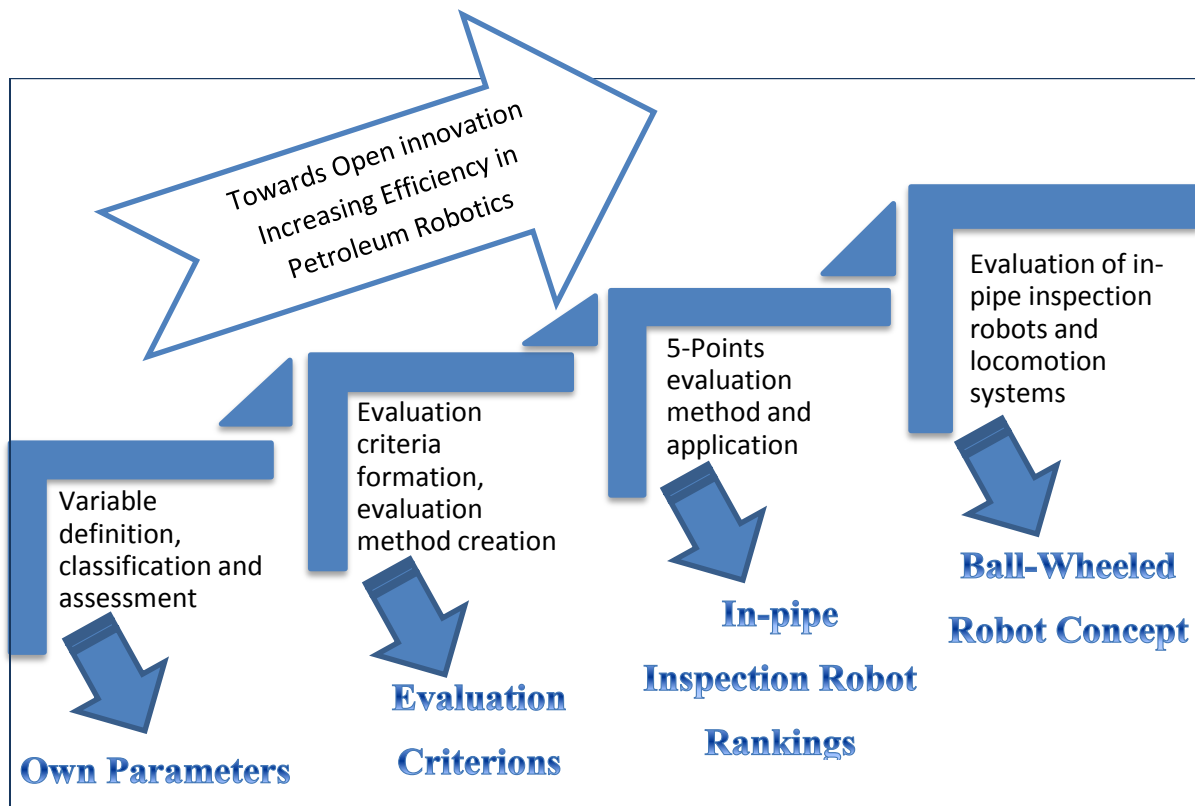 Towards Open innovation
Increasing Efficiency in
Petroleum Robotics
Variable
definition,
classification and
assessment
Own Parameters
Evaluation
criteria
formation,
evaluation
method creation
Evaluation
Criterions
5-Points
evaluation
method and
application
In-pipe
Inspection Robot
Rankings
Evaluation of in-
pipe inspection
robots and
locomotion
systems
Ball-Wheeled
Robot Concept